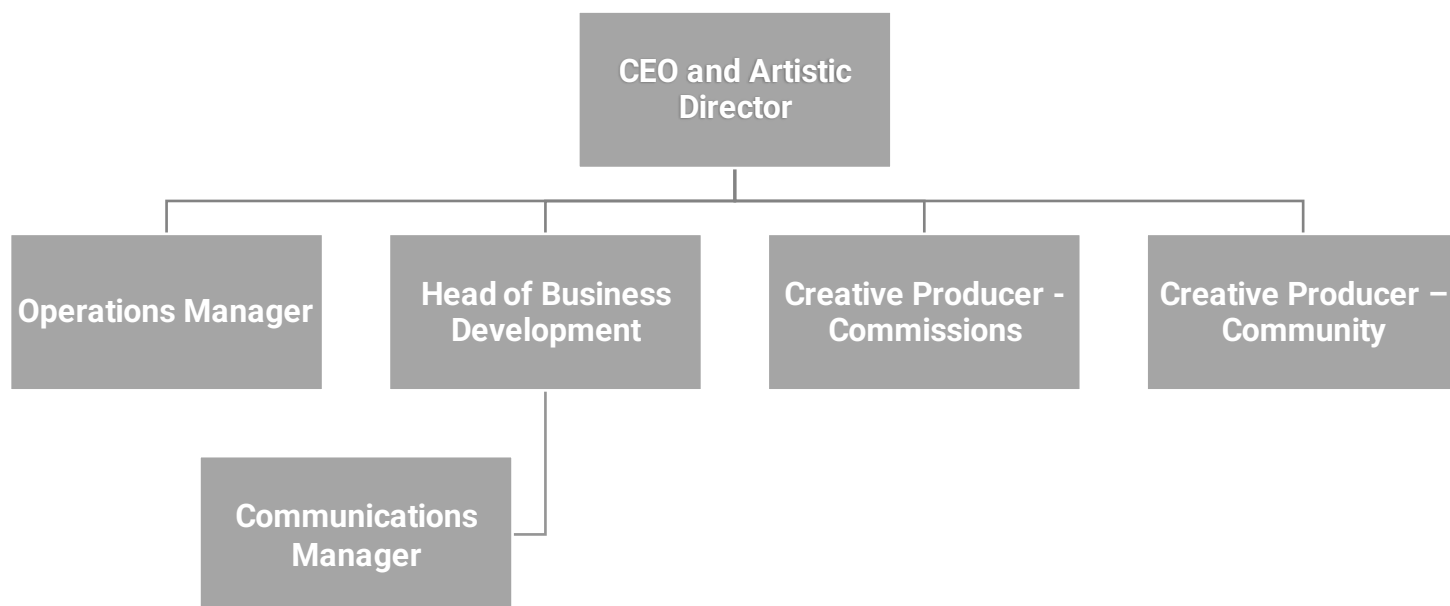 CEO and Artistic
Director
Operations Manager
Head of Business
Development
Creative Producer -
Commissions
Creative Producer –
Community
Communications
Manager